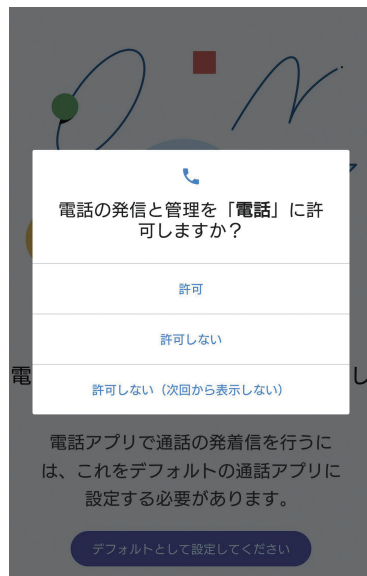 電話の発信と管理を「電話」に許
可しますか？
許可
許可しない
許可しない（次回から表示しない）
電
し
電話アプリで通話の発着信を行うに
は、これをデフォルトの通話アプリに
設定する必要があります。
デフォルトとして設定してください